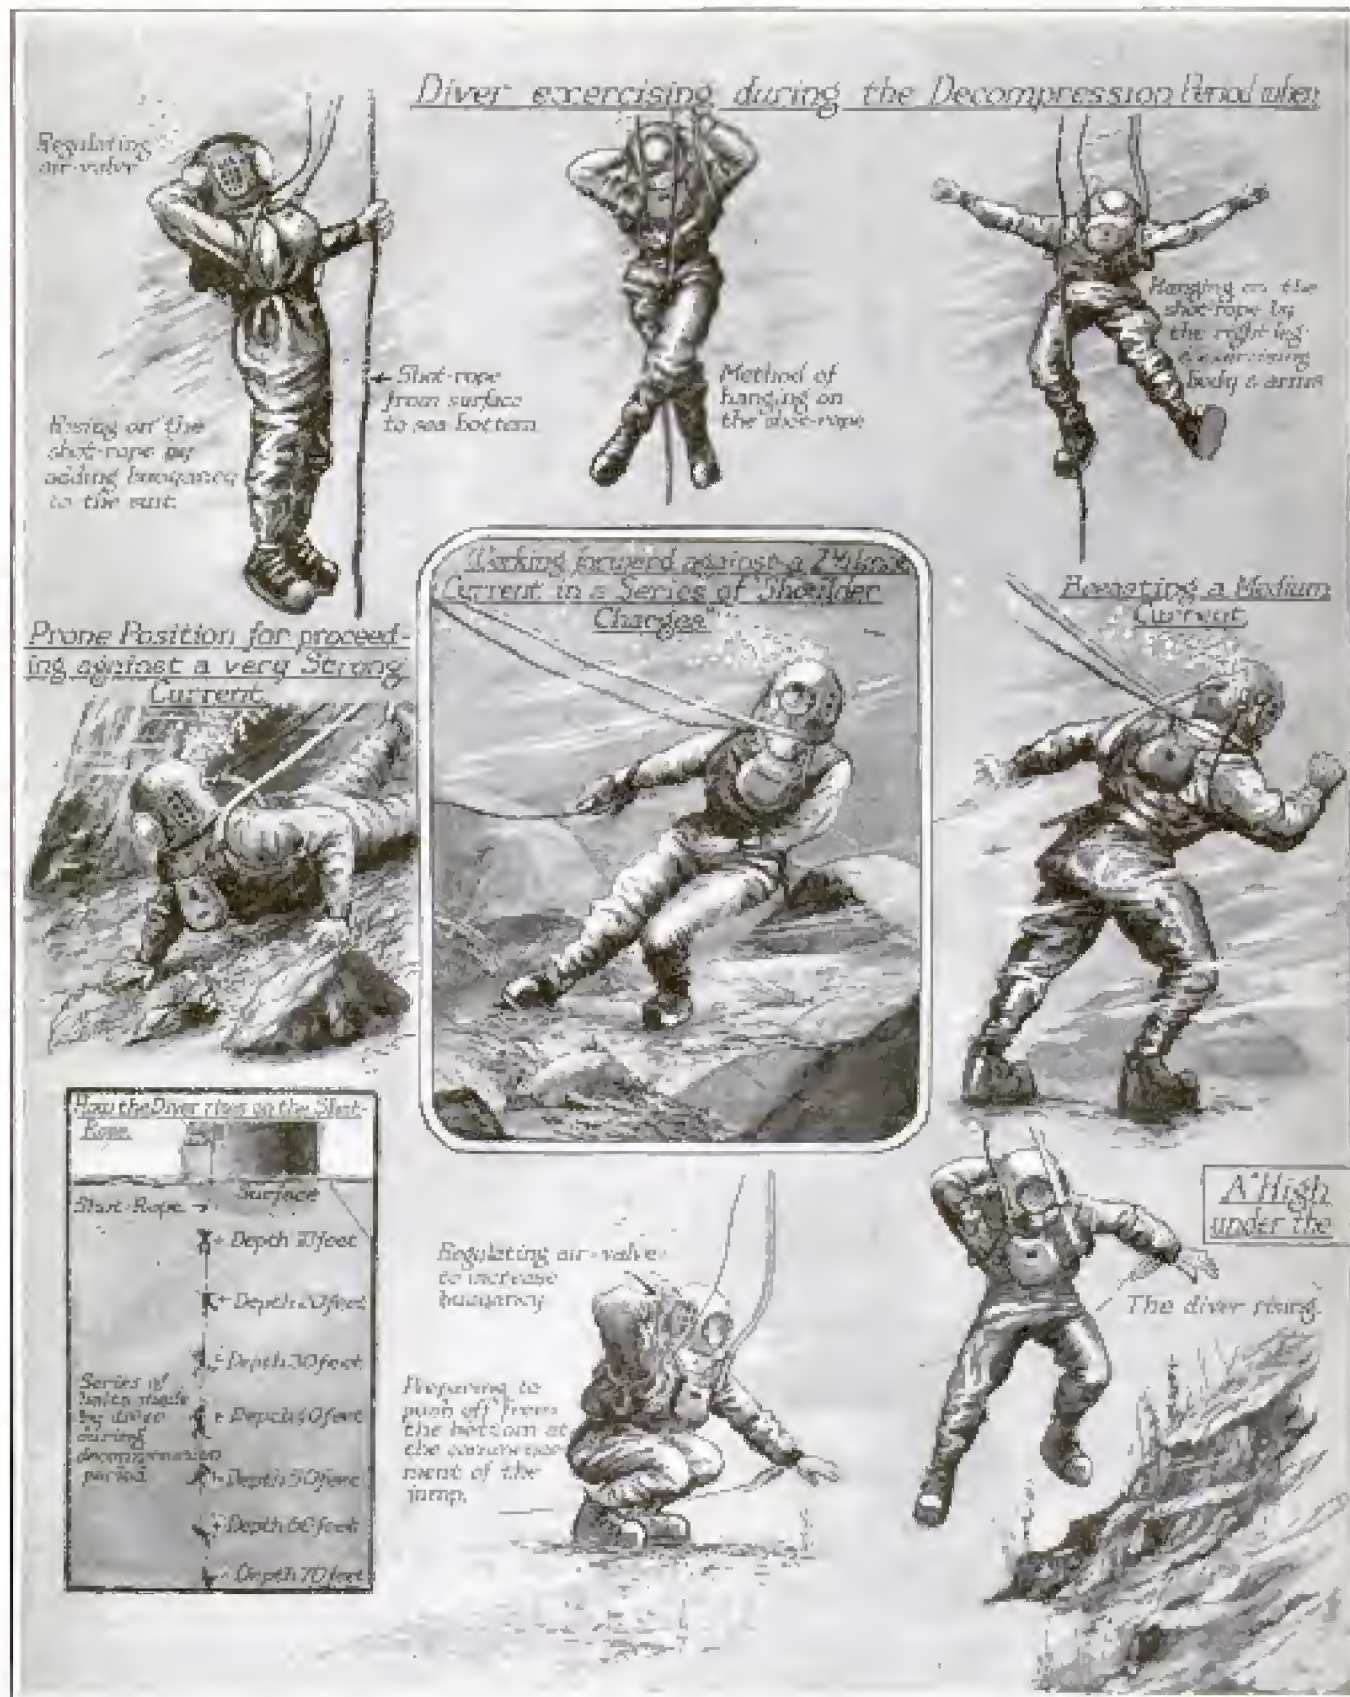 Diver excercising during the Decompression Period when
Regulating
air-valve
Rising on the
shot-rope by
adding buoyancy
to the suit.
Shot-rope
from surface
to sea bottom
Method of
hanging on
the shot-rope
Hanging on the
shot-rope by
the right leg
& exercising
body & arms
Prone Position for proceed-
ing against a very Strong
Current.
Working forward against a 2½ knot
Current in a Series of "Shoulder
Charges"
Breasting a Medium
Current.
How the Diver rises on the Shot-
Rope.
Surface
Shot-Rope
Depth 10 feet
Depth 20 feet
Depth 30 feet
Depth 40 feet
Depth 50 feet
Depth 60 feet
Depth 70 feet
Series of
halts made
by diver
during
decompression
period.
Regulating air-valve
to increase
buoyancy
Preparing to
push off from
the bottom at
the commence-
ment of the
jump.
A "High
under the
The diver rising.